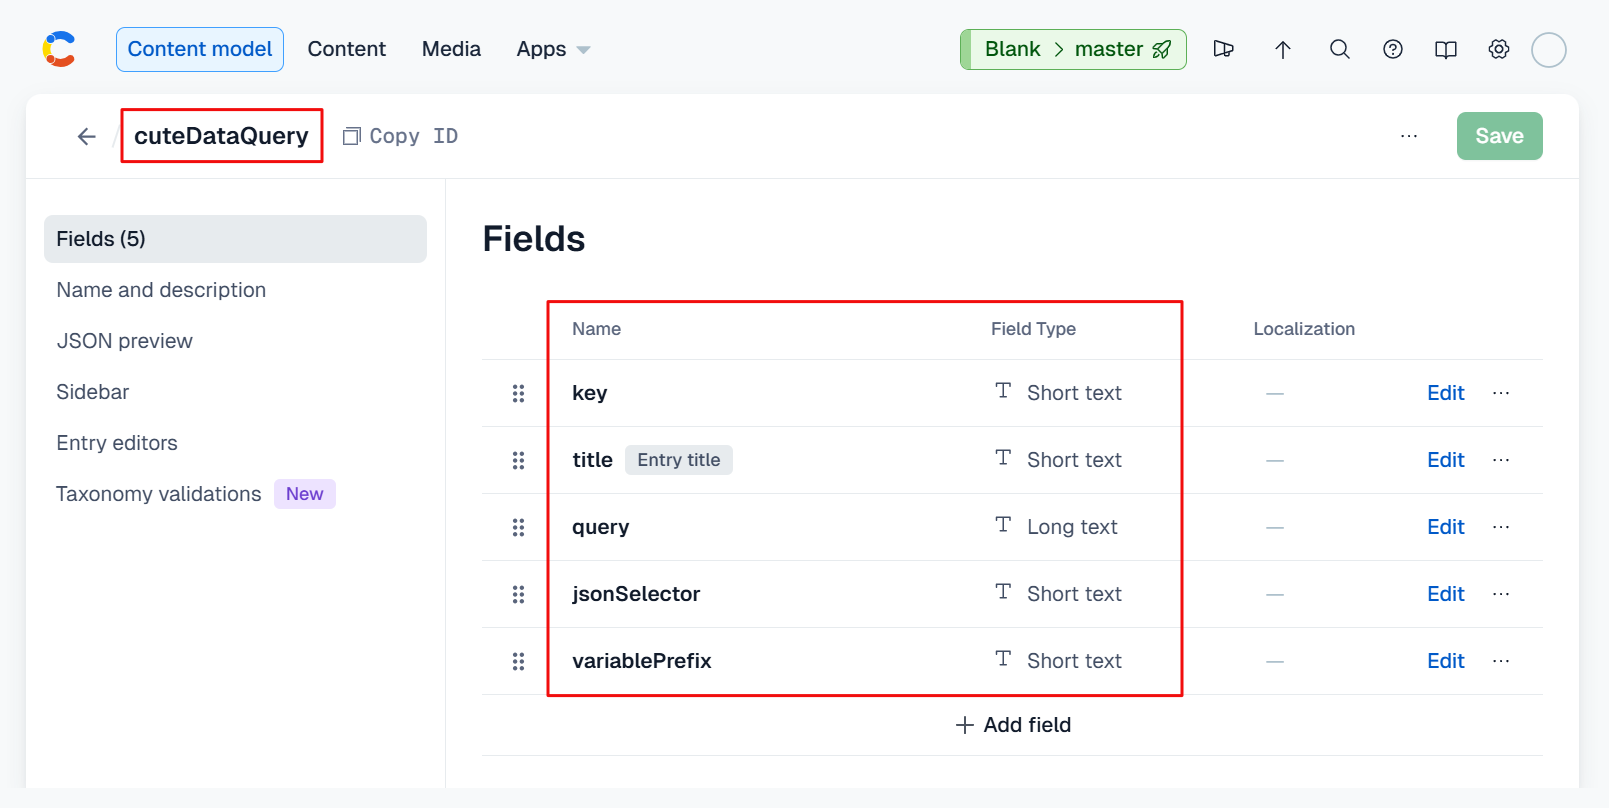 Content model Content Media Apps Blank > master
cuteDataQuery Copy ID ... Save
Fields (5)
Name and description
JSON preview
Sidebar
Entry editors
Taxonomy validations New
Fields
Name Field Type Localization
key Short text — Edit ...
title Entry title Short text — Edit ...
query Long text — Edit ...
jsonSelector Short text — Edit ...
variablePrefix Short text — Edit ...
+ Add field